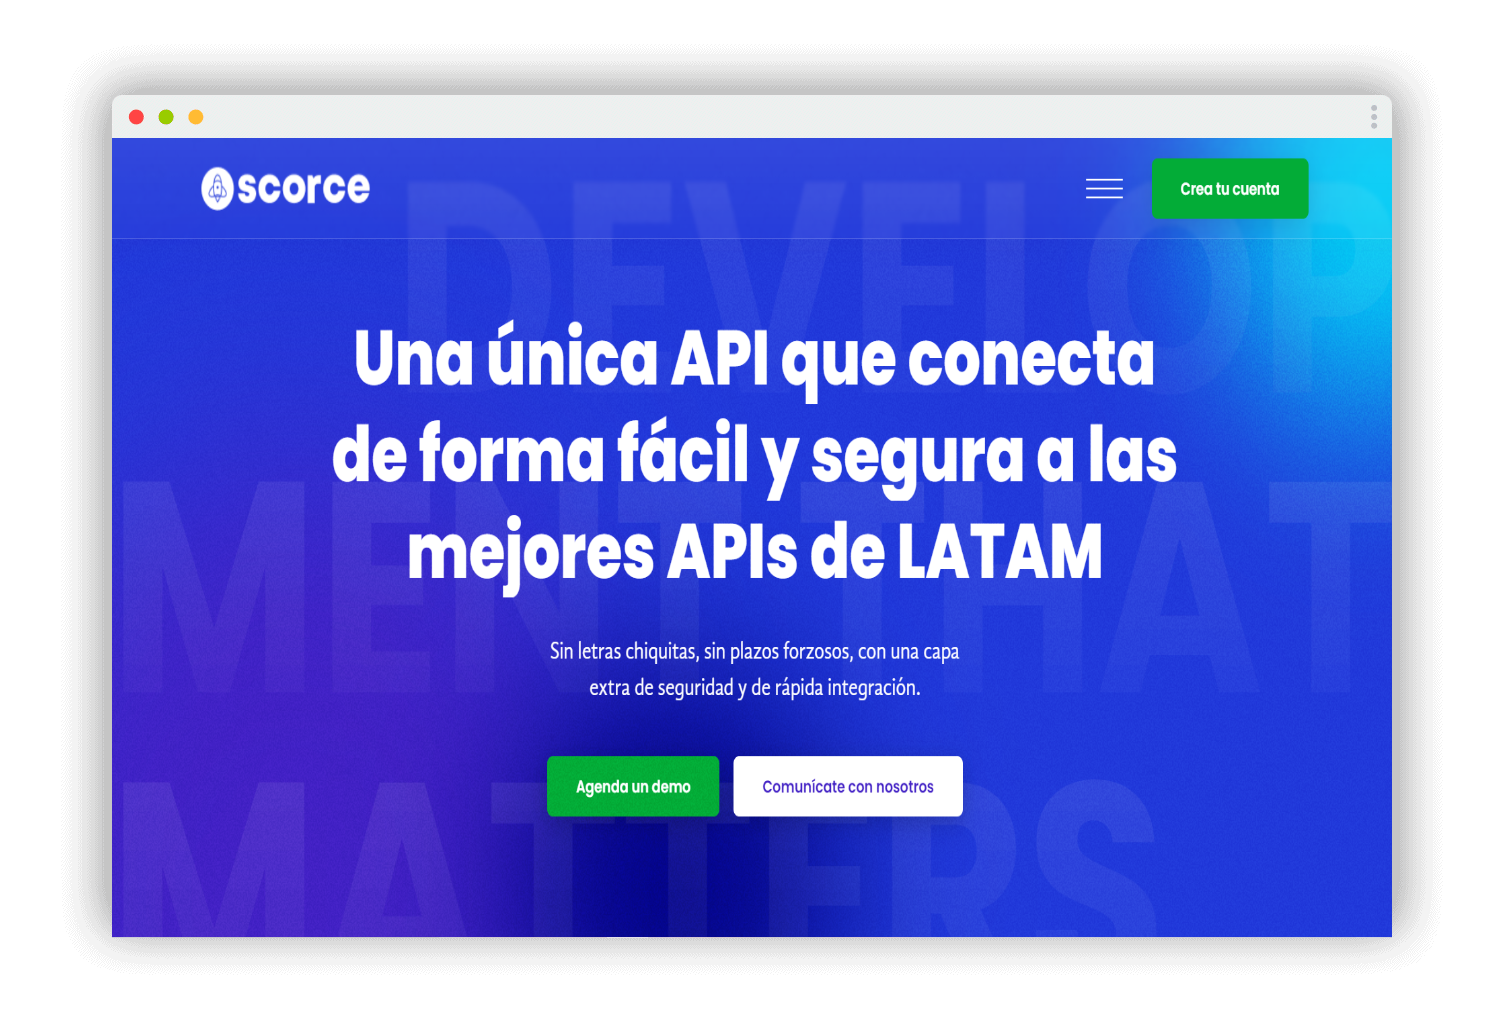 scorce
Crea tu cuenta
DEVELOP
Una única API que conecta
de forma fácil y segura a las
MENT THAT
mejores APIs de LATAM
Sin letras chiquitas, sin plazos forzosos, con una capa
extra de seguridad y de rápida integración.
Agenda un demo
Comunícate con nosotros
MATTERS